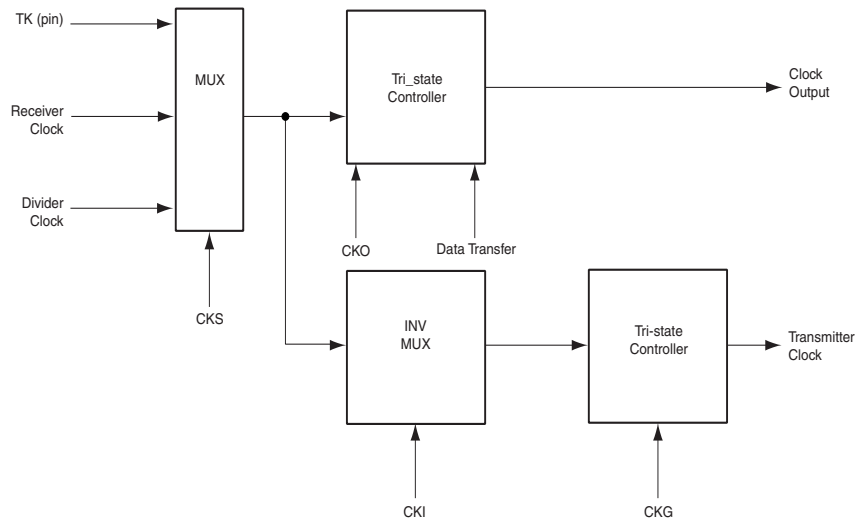 TK (pin)
MUX
Tri_state
Controller
Clock
Output
Receiver
Clock
Divider
Clock
CKO
Data Transfer
CKS
INV
MUX
Tri-state
Controller
Transmitter
Clock
CKI
CKG